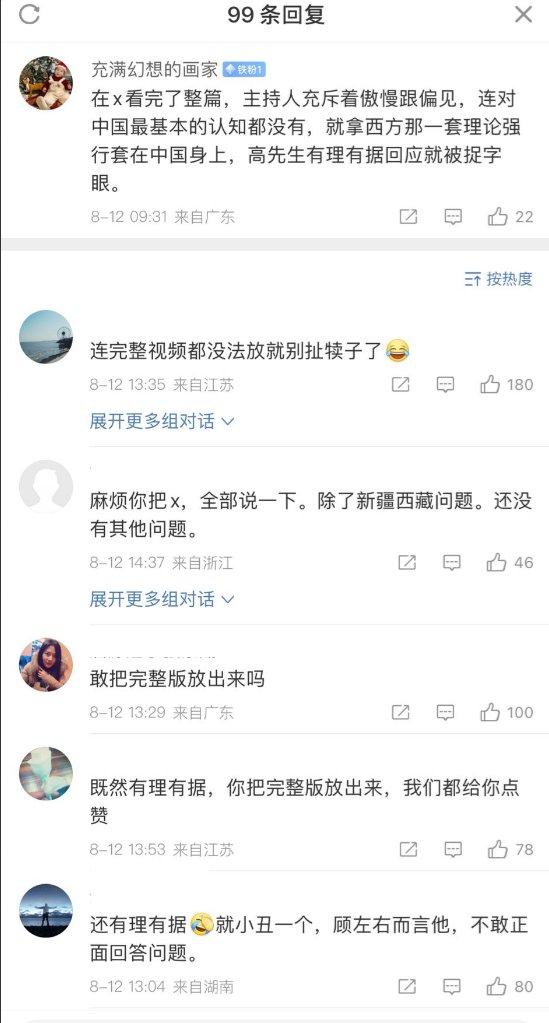 99 条回复
充满幻想的画家 铁粉1
在x看完了整篇，主持人充斥着傲慢跟偏见，连对
中国最基本的认知都没有，就拿西方那一套理论强
行套在中国身上，高先生有理有据回应就被捉字
眼。
8-12 09:31 来自广东 22
按热度
连完整视频都没法放就别扯犊子了😂
8-12 13:35 来自江苏 180
展开更多组对话
麻烦你把x，全部说一下。除了新疆西藏问题。还没
有其他问题。
8-12 14:37 来自浙江 46
展开更多组对话
敢把完整版放出来吗
8-12 13:29 来自广东 100
既然有理有据，你把完整版放出来，我们都给你点
赞
8-12 13:53 来自江苏 78
还有理有据🤣就小丑一个，顾左右而言他，不敢正
面回答问题。
8-12 13:04 来自湖南 80